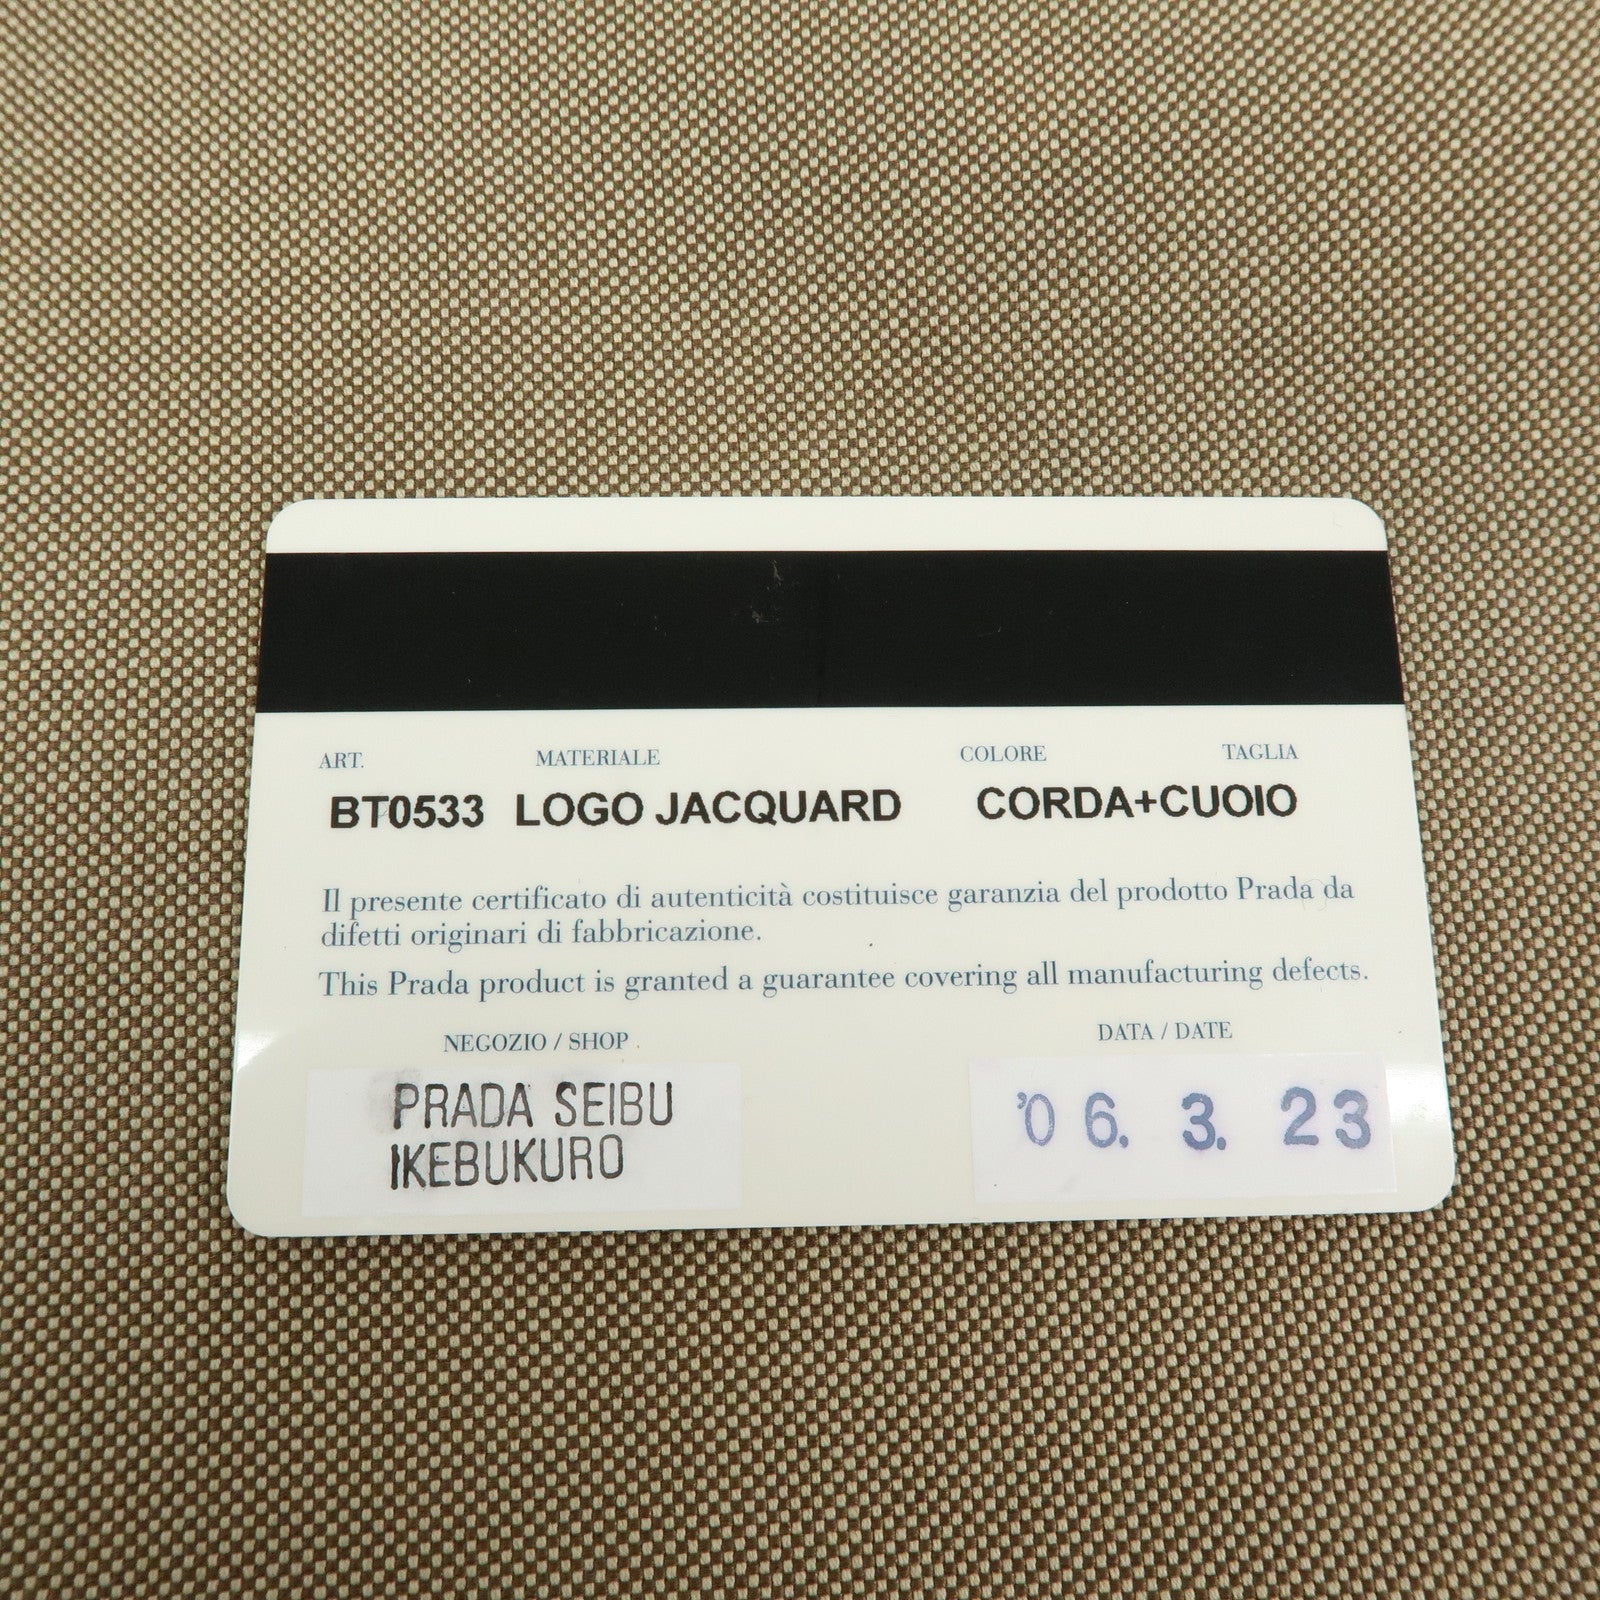 ART. MATERIALE COLORE TAGLIA
BT0533 LOGO JACQUARD CORDA+CUOIO
Il presente certificato di autenticità costituisce garanzia del prodotto Prada da
difetti originari di fabbricazione.
This Prada product is granted a guarantee covering all manufacturing defects.
NEGOZIO / SHOP DATA / DATE
PRADA SEIBU
IKEBUKURO
'06. 3. 23